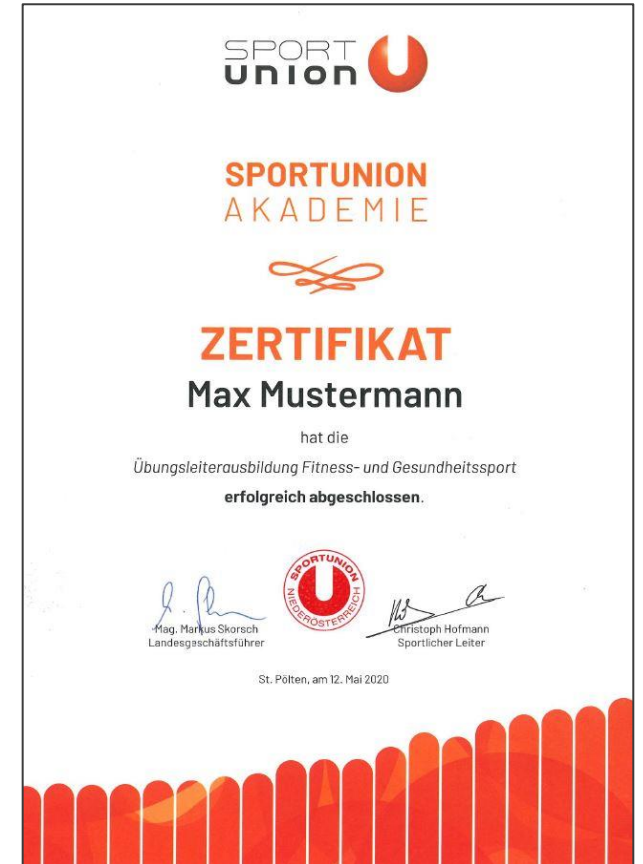 SPORT
union
SPORTUNION
AKADEMIE
ZERTIFIKAT
Max Mustermann
hat die
Übungsleiterausbildung Fitness- und Gesundheitssport
erfolgreich abgeschlossen.
SPORTUNION
NIEDERÖSTERREICH
Mag. Markus Skorsch
Landesgeschäftsführer
Christoph Hofmann
Sportlicher Leiter
St. Pölten, am 12. Mai 2020